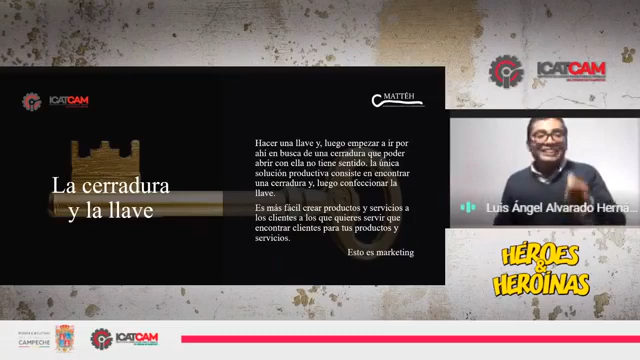 ICATCAM
ICATCAM
MATTËH
Hacer una llave y, luego empezar a ir por
ahí en busca de una cerradura que poder
abrir con ella no tiene sentido. la única
solución productiva consiste en encontrar
una cerradura y, luego confeccionar la
llave.
Es más fácil crear productos y servicios a
los clientes a los que quieres servir que
encontrar clientes para tus productos y
servicios.
Esto es marketing
La cerradura
y la llave
Luis Ángel Alvarado Herná...
HÉROES
&
HEROÍNAS
CAMPECHE
ICATCAM